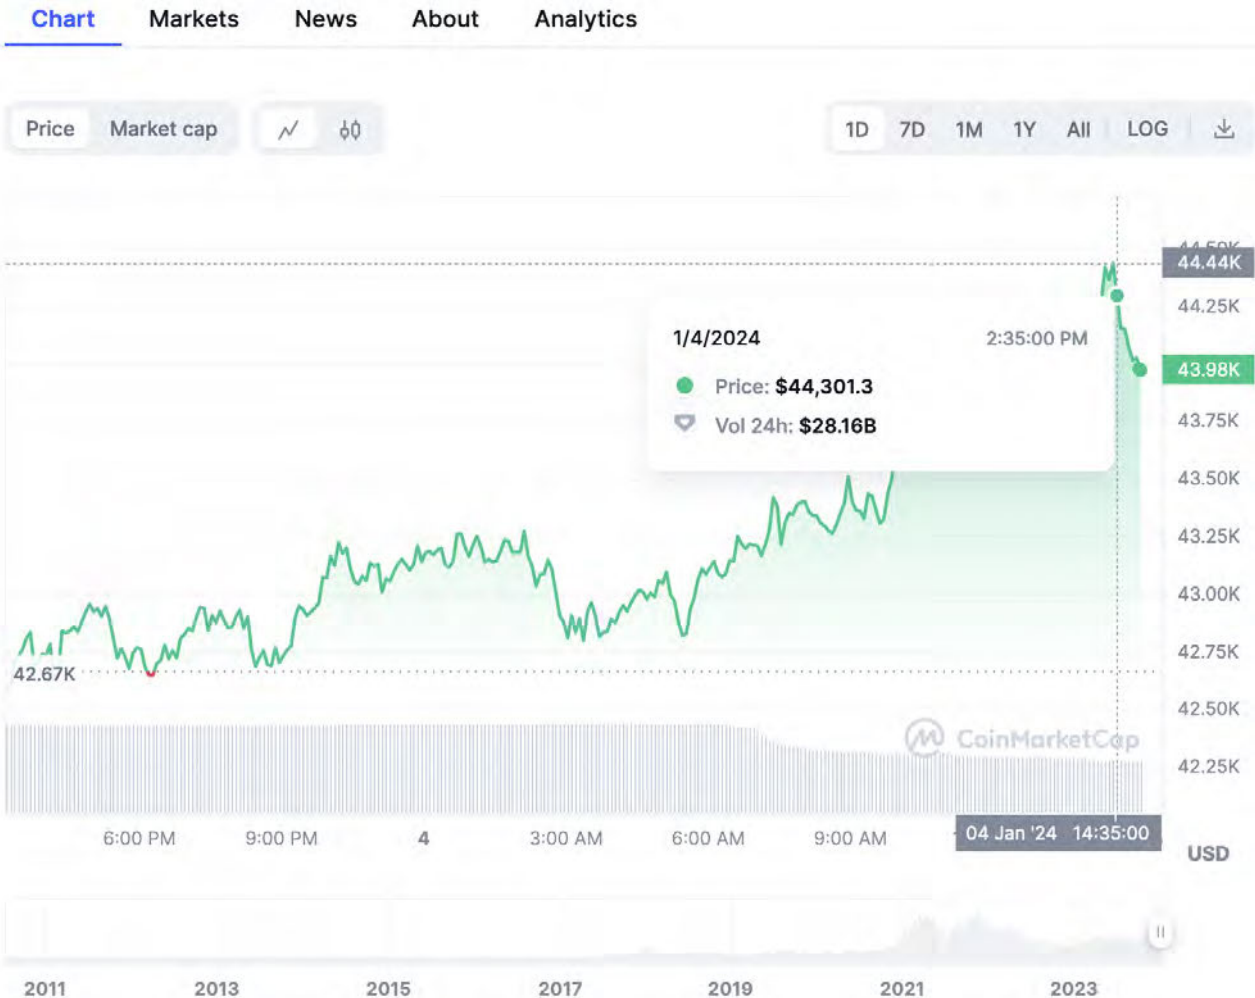 Chart Markets News About Analytics
Price Market cap 1D 7D 1M 1Y All LOG
44.50K
44.44K
44.25K
1/4/2024 2:35:00 PM
43.98K
Price: $44,301.3
Vol 24h: $28.16B
43.75K
43.50K
43.25K
43.00K
42.75K
42.67K
42.50K
CoinMarketCap
42.25K
6:00 PM 9:00 PM 4 3:00 AM 6:00 AM 9:00 AM 04 Jan '24 14:35:00
USD
2011 2013 2015 2017 2019 2021 2023